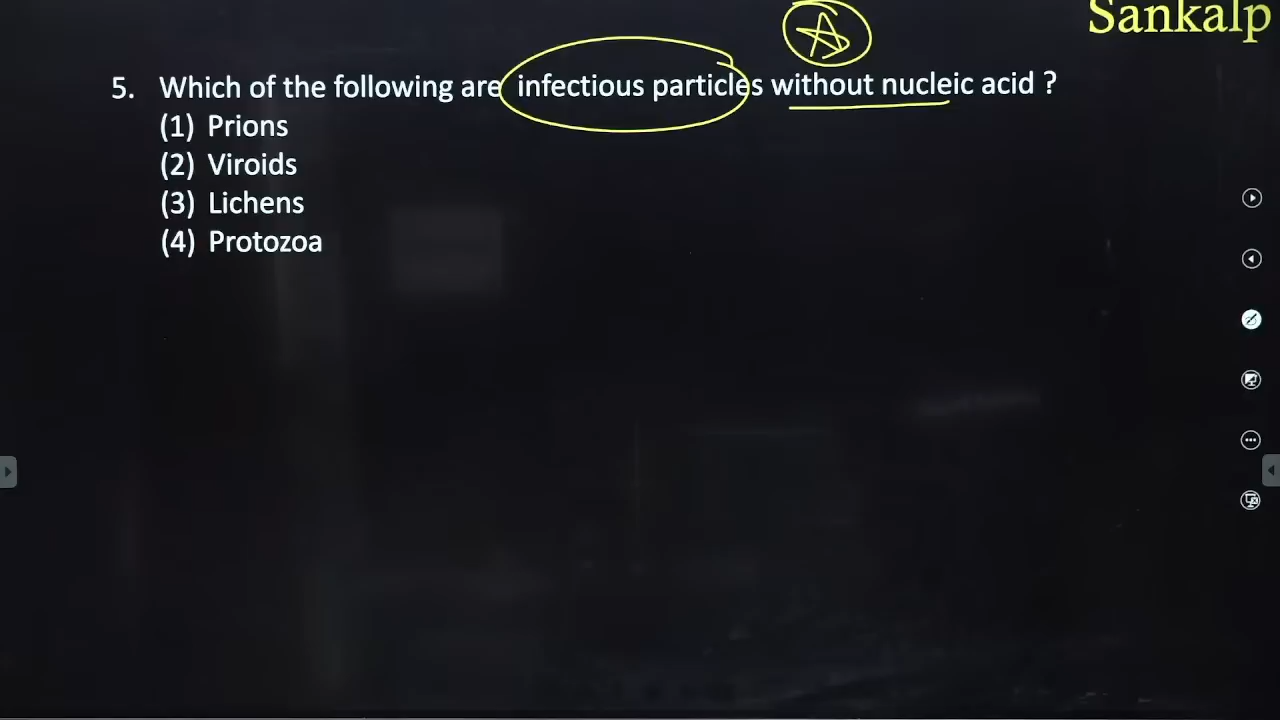 Sankalp
5. Which of the following are infectious particles without nucleic acid ?
(1) Prions
(2) Viroids
(3) Lichens
(4) Protozoa